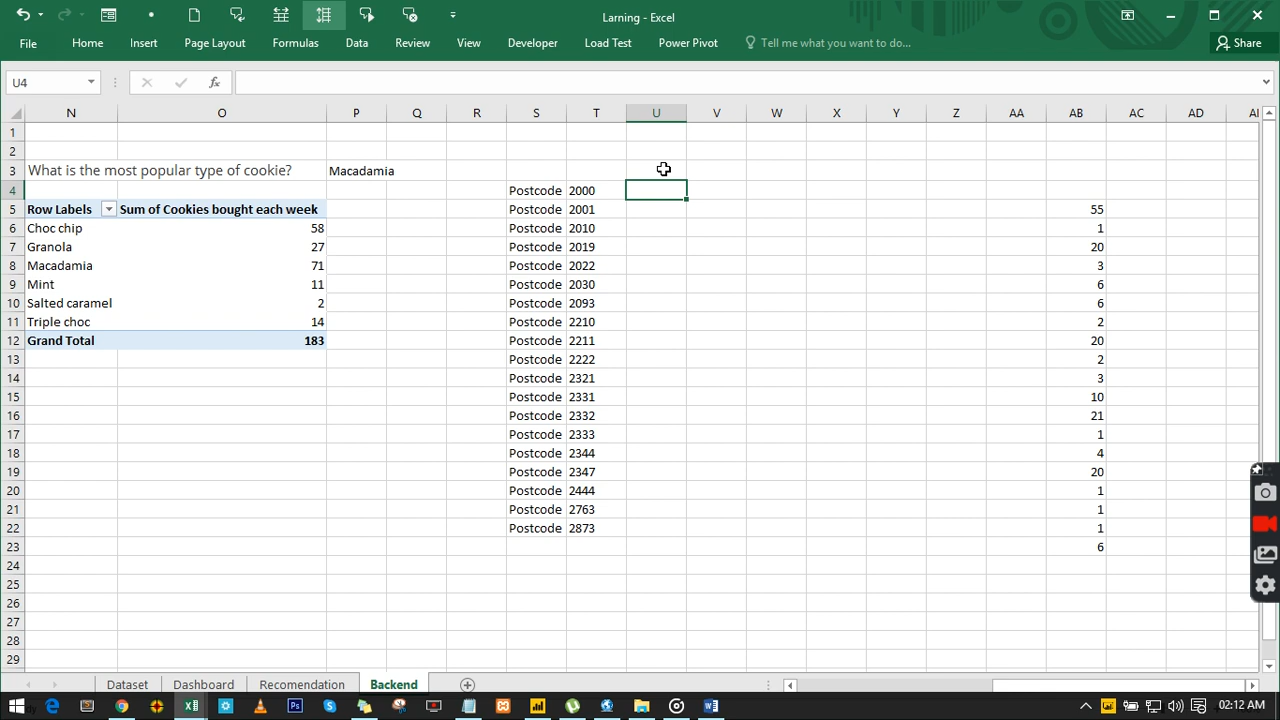 Larning - Excel
Share
File Home Insert Page Layout Formulas Data Review View Developer Load Test Power Pivot Tell me what you want to do...
U4 fx
N O P Q R S T U V W X Y Z AA AB AC AD
1
2
3 What is the most popular type of cookie? Macadamia
4 Postcode 2000
5 Row Labels Sum of Cookies bought each week Postcode 2001 55
6 Choc chip 58 Postcode 2010 1
7 Granola 27 Postcode 2019 20
8 Macadamia 71 Postcode 2022 3
9 Mint 11 Postcode 2030 6
10 Salted caramel 2 Postcode 2093 6
11 Triple choc 14 Postcode 2210 2
12 Grand Total 183 Postcode 2211 20
13 Postcode 2222 2
14 Postcode 2321 3
15 Postcode 2331 10
16 Postcode 2332 21
17 Postcode 2333 1
18 Postcode 2344 4
19 Postcode 2347 20
20 Postcode 2444 1
21 Postcode 2763 1
22 Postcode 2873 1
23 6
24
25
26
27
28
29
Dataset Dashboard Recomendation Backend
02:12 AM